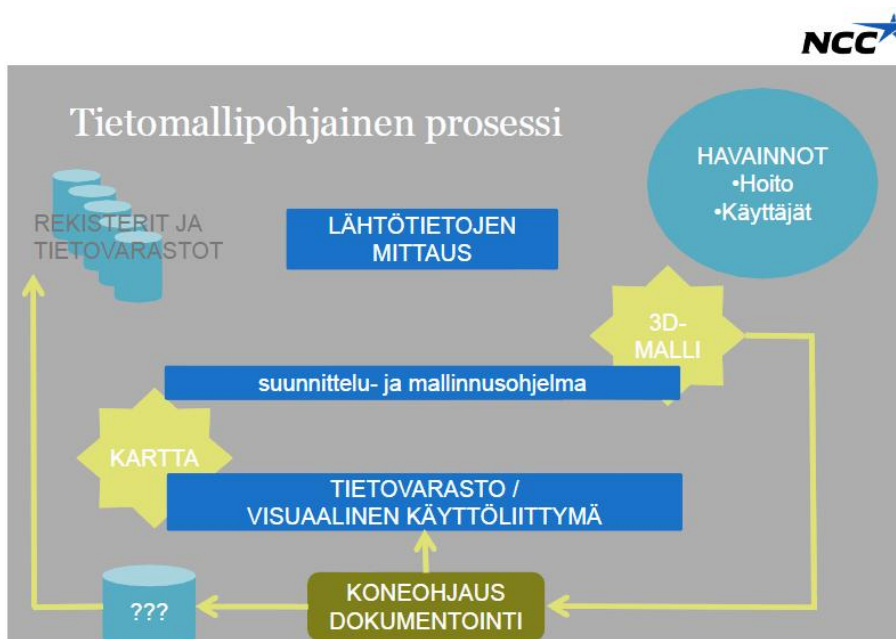 NCC
Tietomallipohjainen prosessi
HAVAINNOT
•Hoito
•Käyttäjät
REKISTERIT JA
TIETOVARASTOT
LÄHTÖTIETOJEN
MITTAUS
3D-
MALLI
suunnittelu- ja mallinnusohjelma
KARTTA
TIETOVARASTO /
VISUAALINEN KÄYTTÖLIITTYMÄ
KONEOHJAUS
DOKUMENTOINTI
???